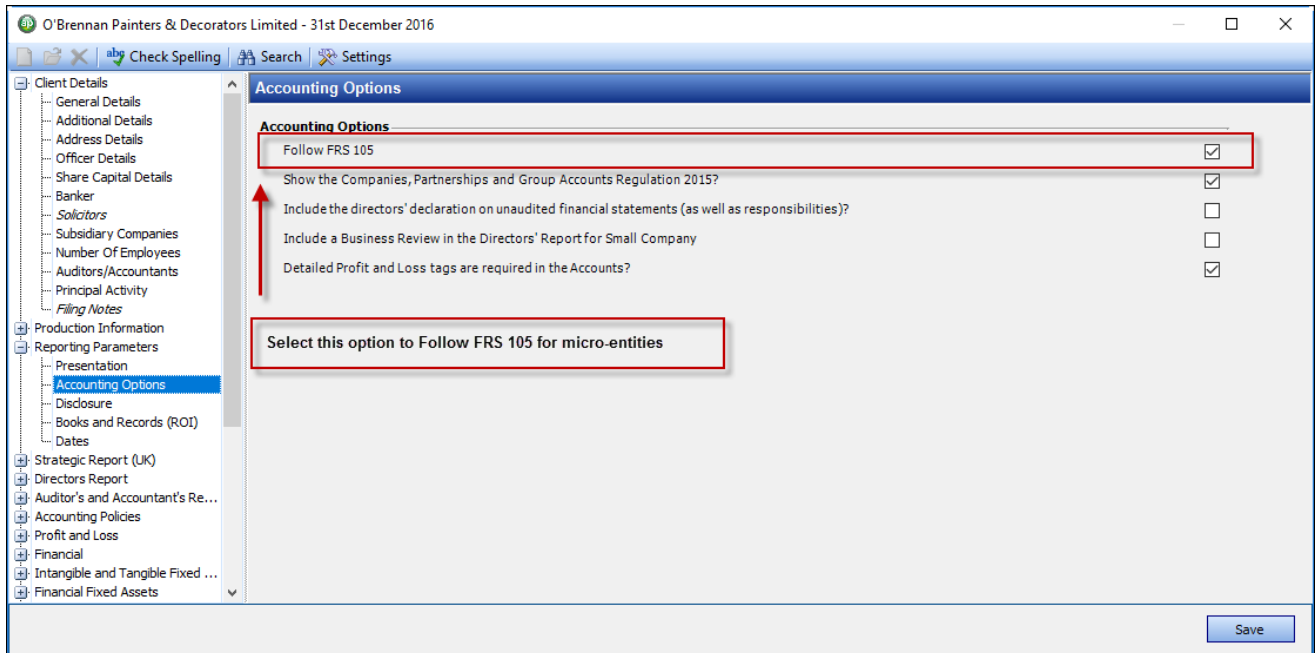 O'Brennan Painters & Decorators Limited - 31st December 2016
abc Check Spelling Search Settings
Client Details
General Details
Additional Details
Address Details
Officer Details
Share Capital Details
Banker
Solicitors
Subsidiary Companies
Number Of Employees
Auditors/Accountants
Principal Activity
Filing Notes
Production Information
Reporting Parameters
Presentation
Accounting Options
Disclosure
Books and Records (ROI)
Dates
Strategic Report (UK)
Directors Report
Auditor's and Accountant's Re...
Accounting Policies
Profit and Loss
Financial
Intangible and Tangible Fixed ...
Financial Fixed Assets
Accounting Options
Accounting Options
Follow FRS 105
Show the Companies, Partnerships and Group Accounts Regulation 2015?
Include the directors' declaration on unaudited financial statements (as well as responsibilities)?
Include a Business Review in the Directors' Report for Small Company
Detailed Profit and Loss tags are required in the Accounts?
Select this option to Follow FRS 105 for micro-entities
Save